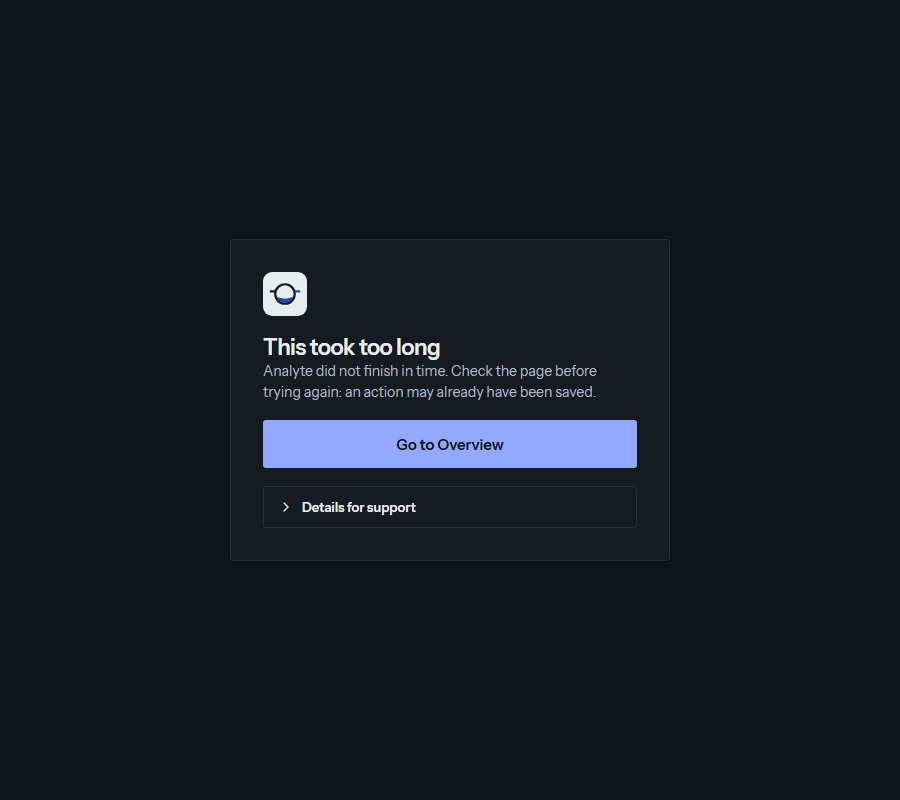 This took too long
Analyte did not finish in time. Check the page before
trying again: an action may already have been saved.
Go to Overview
Details for support